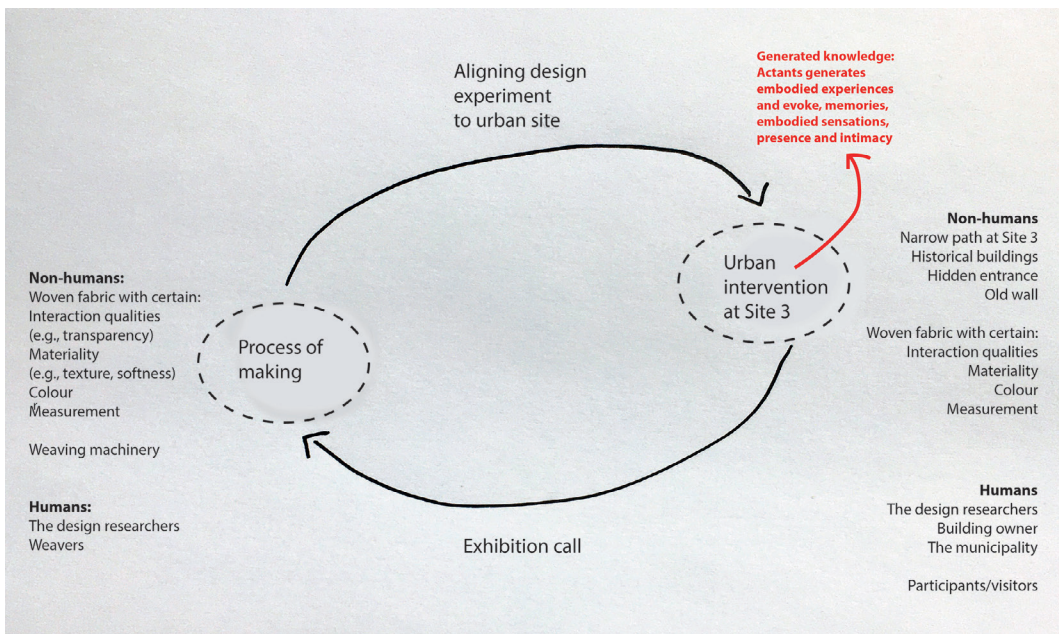 Aligning design
experiment
to urban site
Generated knowledge:
Actants generates
embodied experiences
and evoke, memories,
embodied sensations,
presence and intimacy
Non-humans:
Woven fabric with certain:
Interaction qualities
(e.g., transparency)
Materiality
(e.g., texture, softness)
Colour
Measurement
Weaving machinery
Humans:
The design researchers
Weavers
Process of
making
Urban
intervention
at Site 3
Non-humans
Narrow path at Site 3
Historical buildings
Hidden entrance
Old wall
Woven fabric with certain:
Interaction qualities
Materiality
Colour
Measurement
Humans
The design researchers
Building owner
The municipality
Participants/visitors
Exhibition call